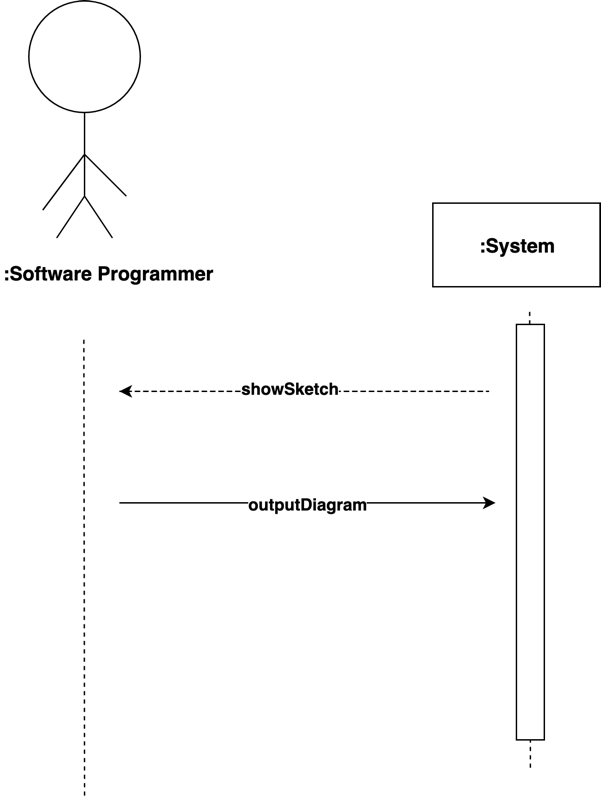 :System
:Software Programmer
showSketch
outputDiagram